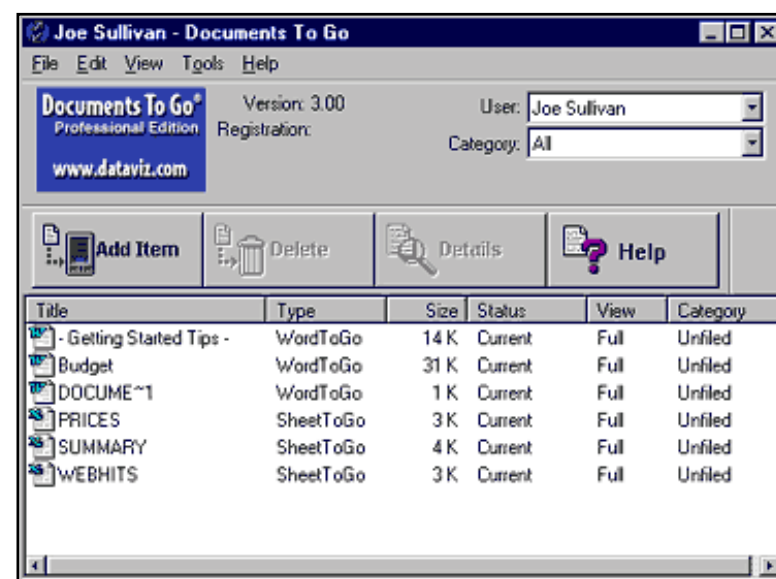 Joe Sullivan - Documents To Go
File Edit View Tools Help
Documents To Go®
Professional Edition
www.dataviz.com
Version: 3.00
Registration:
User: Joe Sullivan
Category: All
Add Item Delete Details Help
Title Type Size Status View Category
- Getting Started Tips - WordToGo 14 K Current Full Unfiled
Budget WordToGo 31 K Current Full Unfiled
DOCUME~1 WordToGo 1 K Current Full Unfiled
PRICES SheetToGo 3 K Current Full Unfiled
SUMMARY SheetToGo 4 K Current Full Unfiled
WEBHITS SheetToGo 3 K Current Full Unfiled